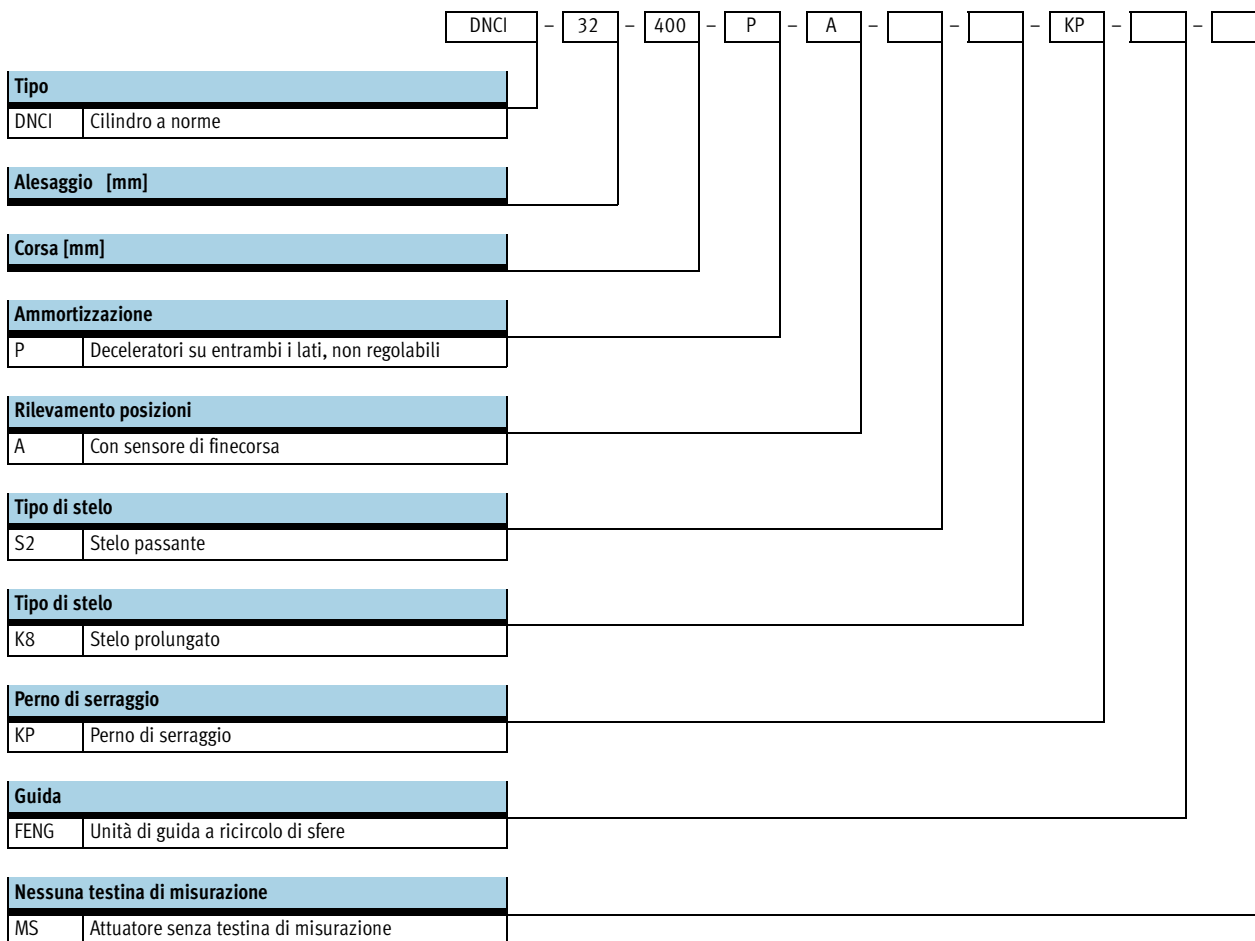 DNCI – 32 – 400 – P – A – – – KP – –
Tipo
DNCI Cilindro a norme
Alesaggio [mm]
Corsa [mm]
Ammortizzazione
P Deceleratori su entrambi i lati, non regolabili
Rilevamento posizioni
A Con sensore di finecorsa
Tipo di stelo
S2 Stelo passante
Tipo di stelo
K8 Stelo prolungato
Perno di serraggio
KP Perno di serraggio
Guida
FENG Unità di guida a ricircolo di sfere
Nessuna testina di misurazione
MS Attuatore senza testina di misurazione